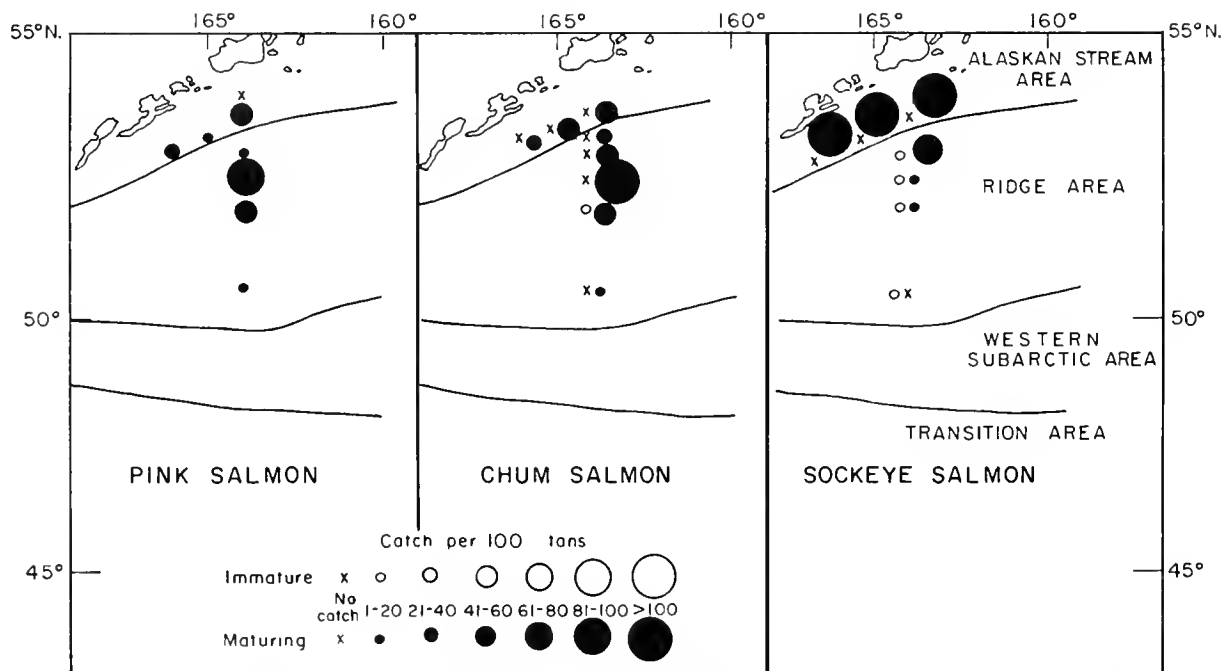 165° 160° 165° 160° 165° 160°
55°N. 55°N.
ALASKAN STREAM
AREA
RIDGE AREA
50° 50°
WESTERN
SUBARCTIC AREA
TRANSITION AREA
PINK SALMON CHUM SALMON SOCKEYE SALMON
Catch per 100 tans
45° 45°
Immature x
No
catch 1-20 21-40 41-60 61-80 81-100 >100
Maturing x